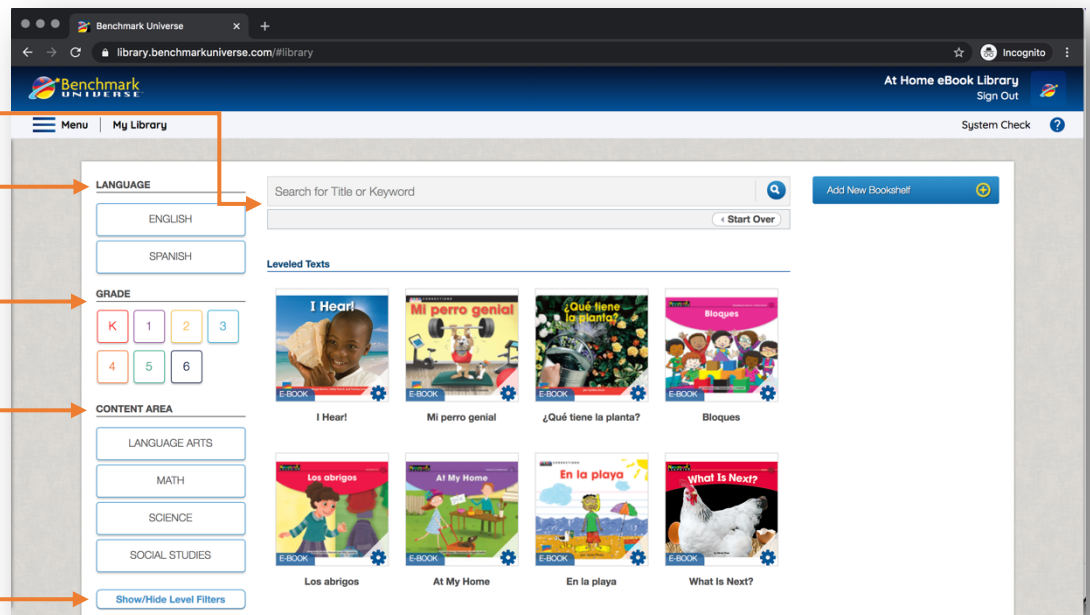 Benchmark Universe
library.benchmarkuniverse.com/#library
Incognito
Benchmark
UNIVERSE
At Home eBook Library
Sign Out
Menu
My Library
System Check
?
LANGUAGE
ENGLISH
SPANISH
GRADE
K
1
2
3
4
5
6
CONTENT AREA
LANGUAGE ARTS
MATH
SCIENCE
SOCIAL STUDIES
Show/Hide Level Filters
Search for Title or Keyword
Start Over
Add New Bookshelf
Leveled Texts
I Hear!
E-BOOK
I Hear!
Mi perro genial
E-BOOK
Mi perro genial
¿Qué tiene
la planta?
E-BOOK
¿Qué tiene la planta?
Bloques
E-BOOK
Bloques
Los abrigos
E-BOOK
Los abrigos
At My Home
E-BOOK
At My Home
En la playa
E-BOOK
En la playa
What Is Next?
E-BOOK
What Is Next?